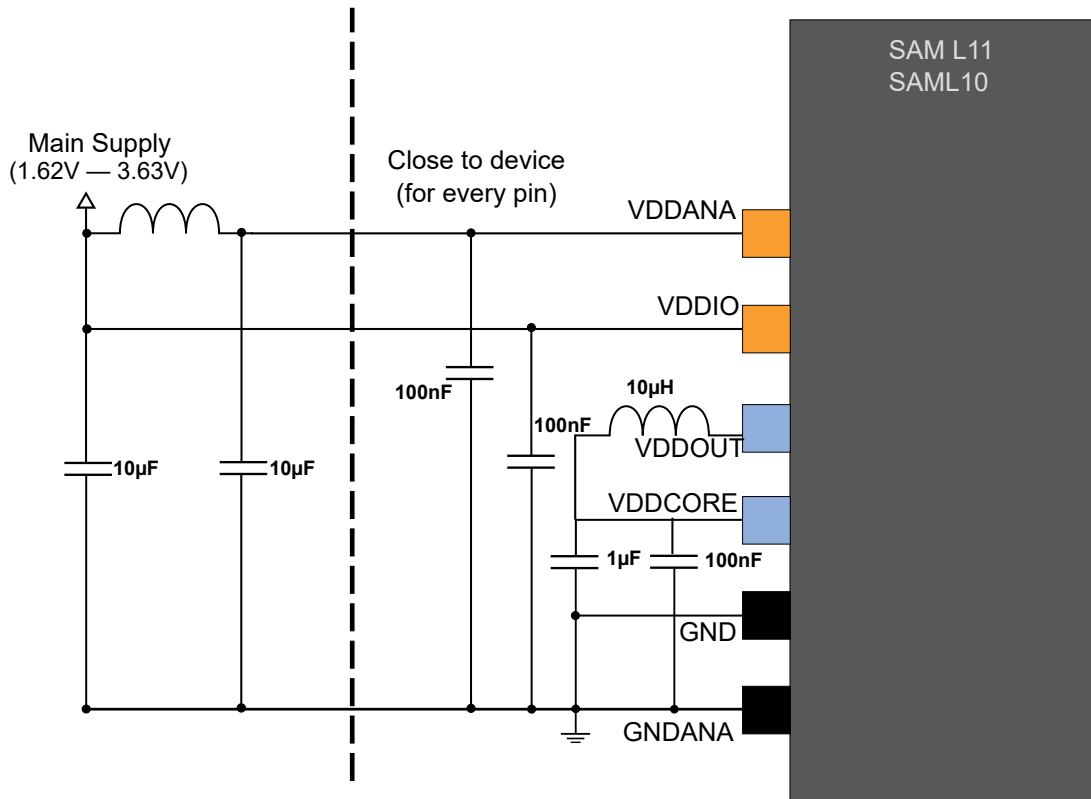 SAM L11
SAML10
Main Supply
(1.62V — 3.63V)
Close to device
(for every pin)
VDDANA
VDDIO
100nF
10µH
100nF
VDDOUT
10µF
10µF
VDDCORE
1µF
100nF
GND
GNDANA